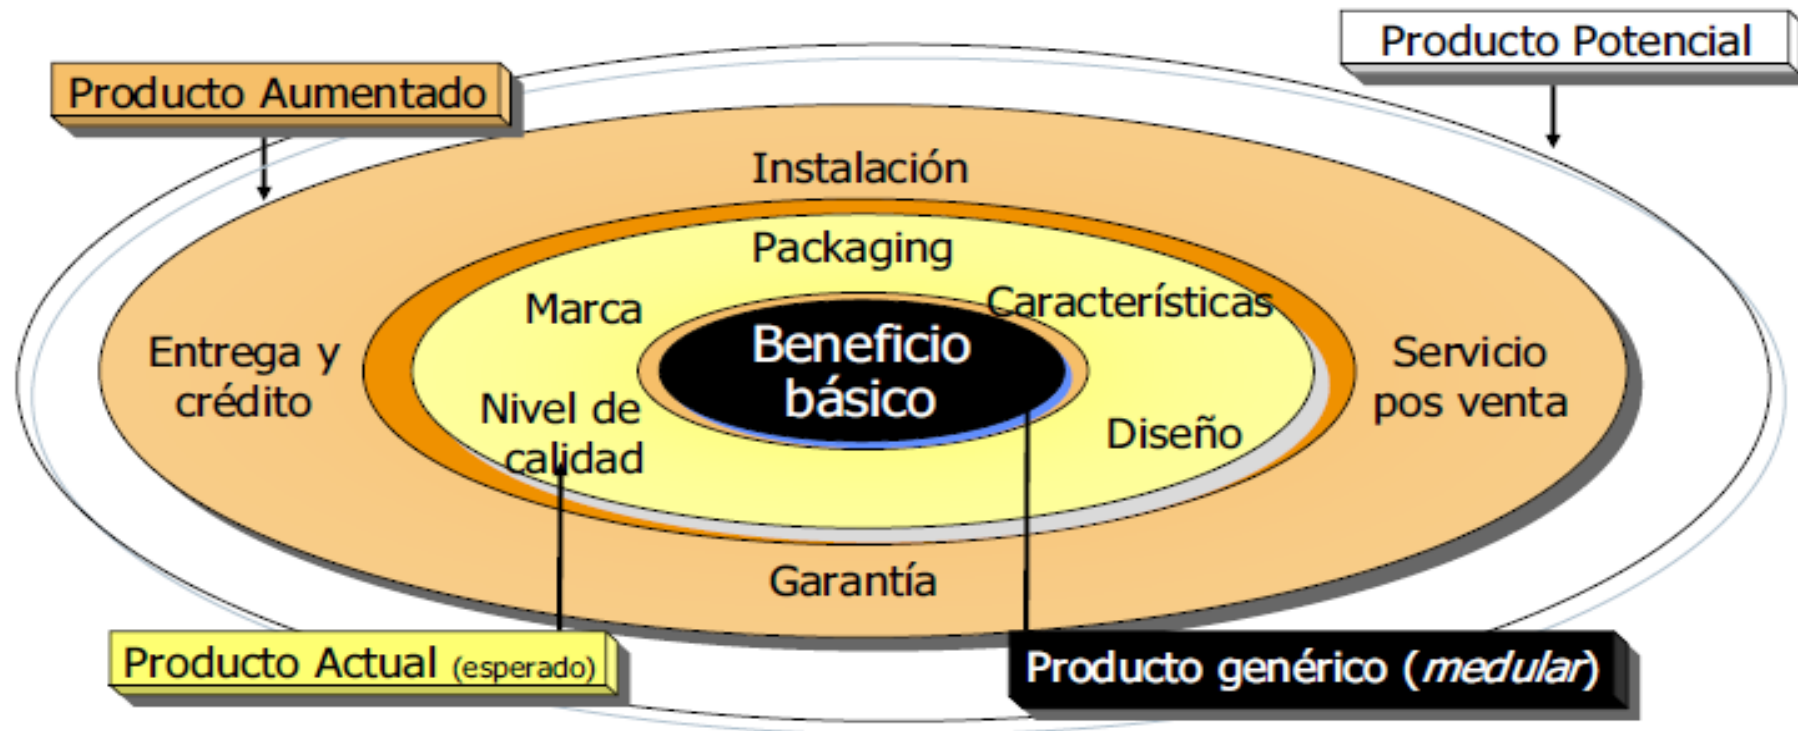 Producto Potencial
Producto Aumentado
Instalación
Packaging
Marca
Características
Beneficio
básico
Entrega y
crédito
Servicio
pos venta
Nivel de
calidad
Diseño
Garantía
Producto Actual (esperado)
Producto genérico (medular)